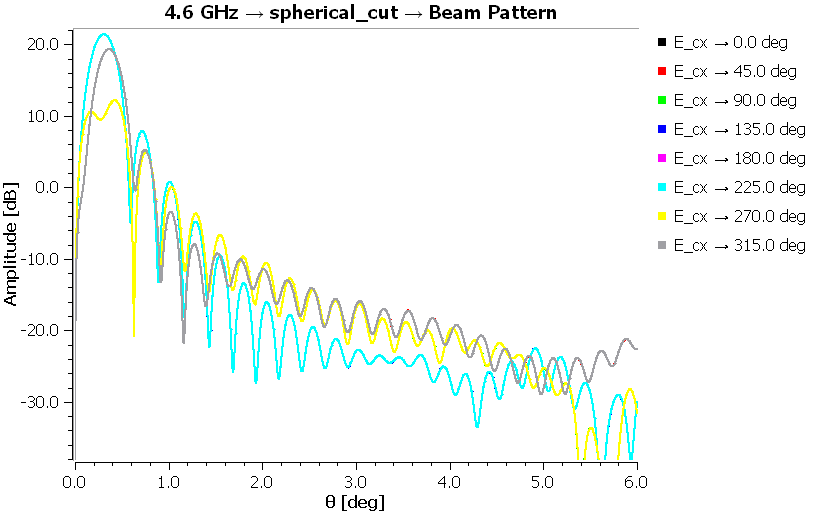 4.6 GHz → spherical_cut → Beam Pattern
20.0
10.0
0.0
-10.0
-20.0
-30.0
Amplitude [dB]
0.0 1.0 2.0 3.0 4.0 5.0 6.0
θ [deg]
E_cx → 0.0 deg
E_cx → 45.0 deg
E_cx → 90.0 deg
E_cx → 135.0 deg
E_cx → 180.0 deg
E_cx → 225.0 deg
E_cx → 270.0 deg
E_cx → 315.0 deg